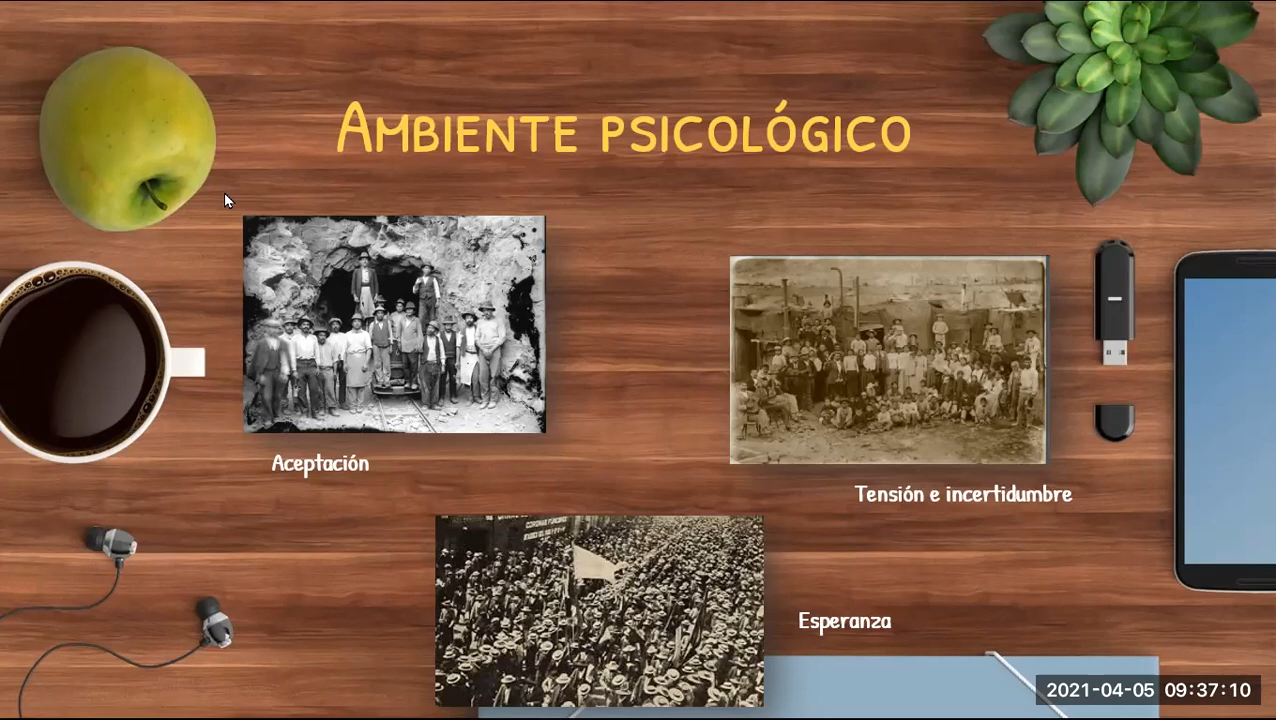 Ambiente psicológico
Aceptación
Tensión e incertidumbre
Esperanza
2021-04-05 09:37:10